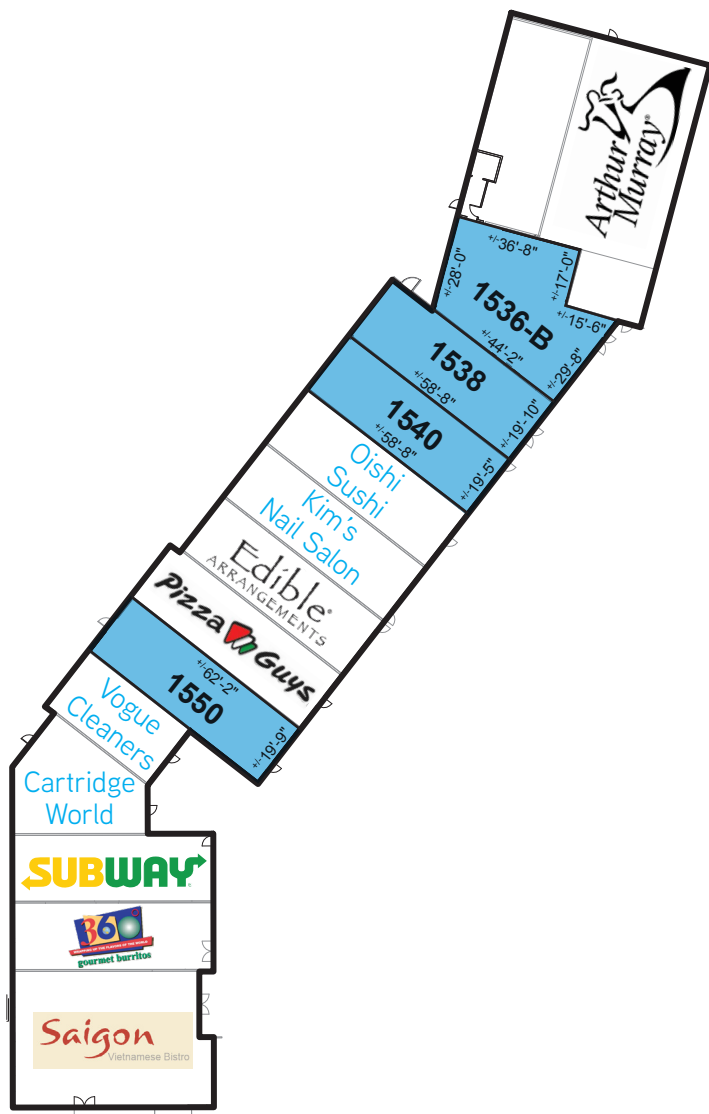 Arthur
Murray®
+/-36'-8"
+/-28'-0"
+/-17'-0"
1536-B
+/-15'-6"
+/-44'-2"
+/-29'-8"
1538
+/-58'-8"
+/-19'-10"
1540
+/-58'-8"
+/-19'-5"
Oishi
Sushi
Kim's
Nail Salon
Edible®
ARRANGEMENTS
Pizza Guys
+/-62'-2"
1550
+/-19'-9"
Vogue
Cleaners
Cartridge
World
SUBWAY
360°
gourmet burritos
Saigon
Vietnamese Bistro